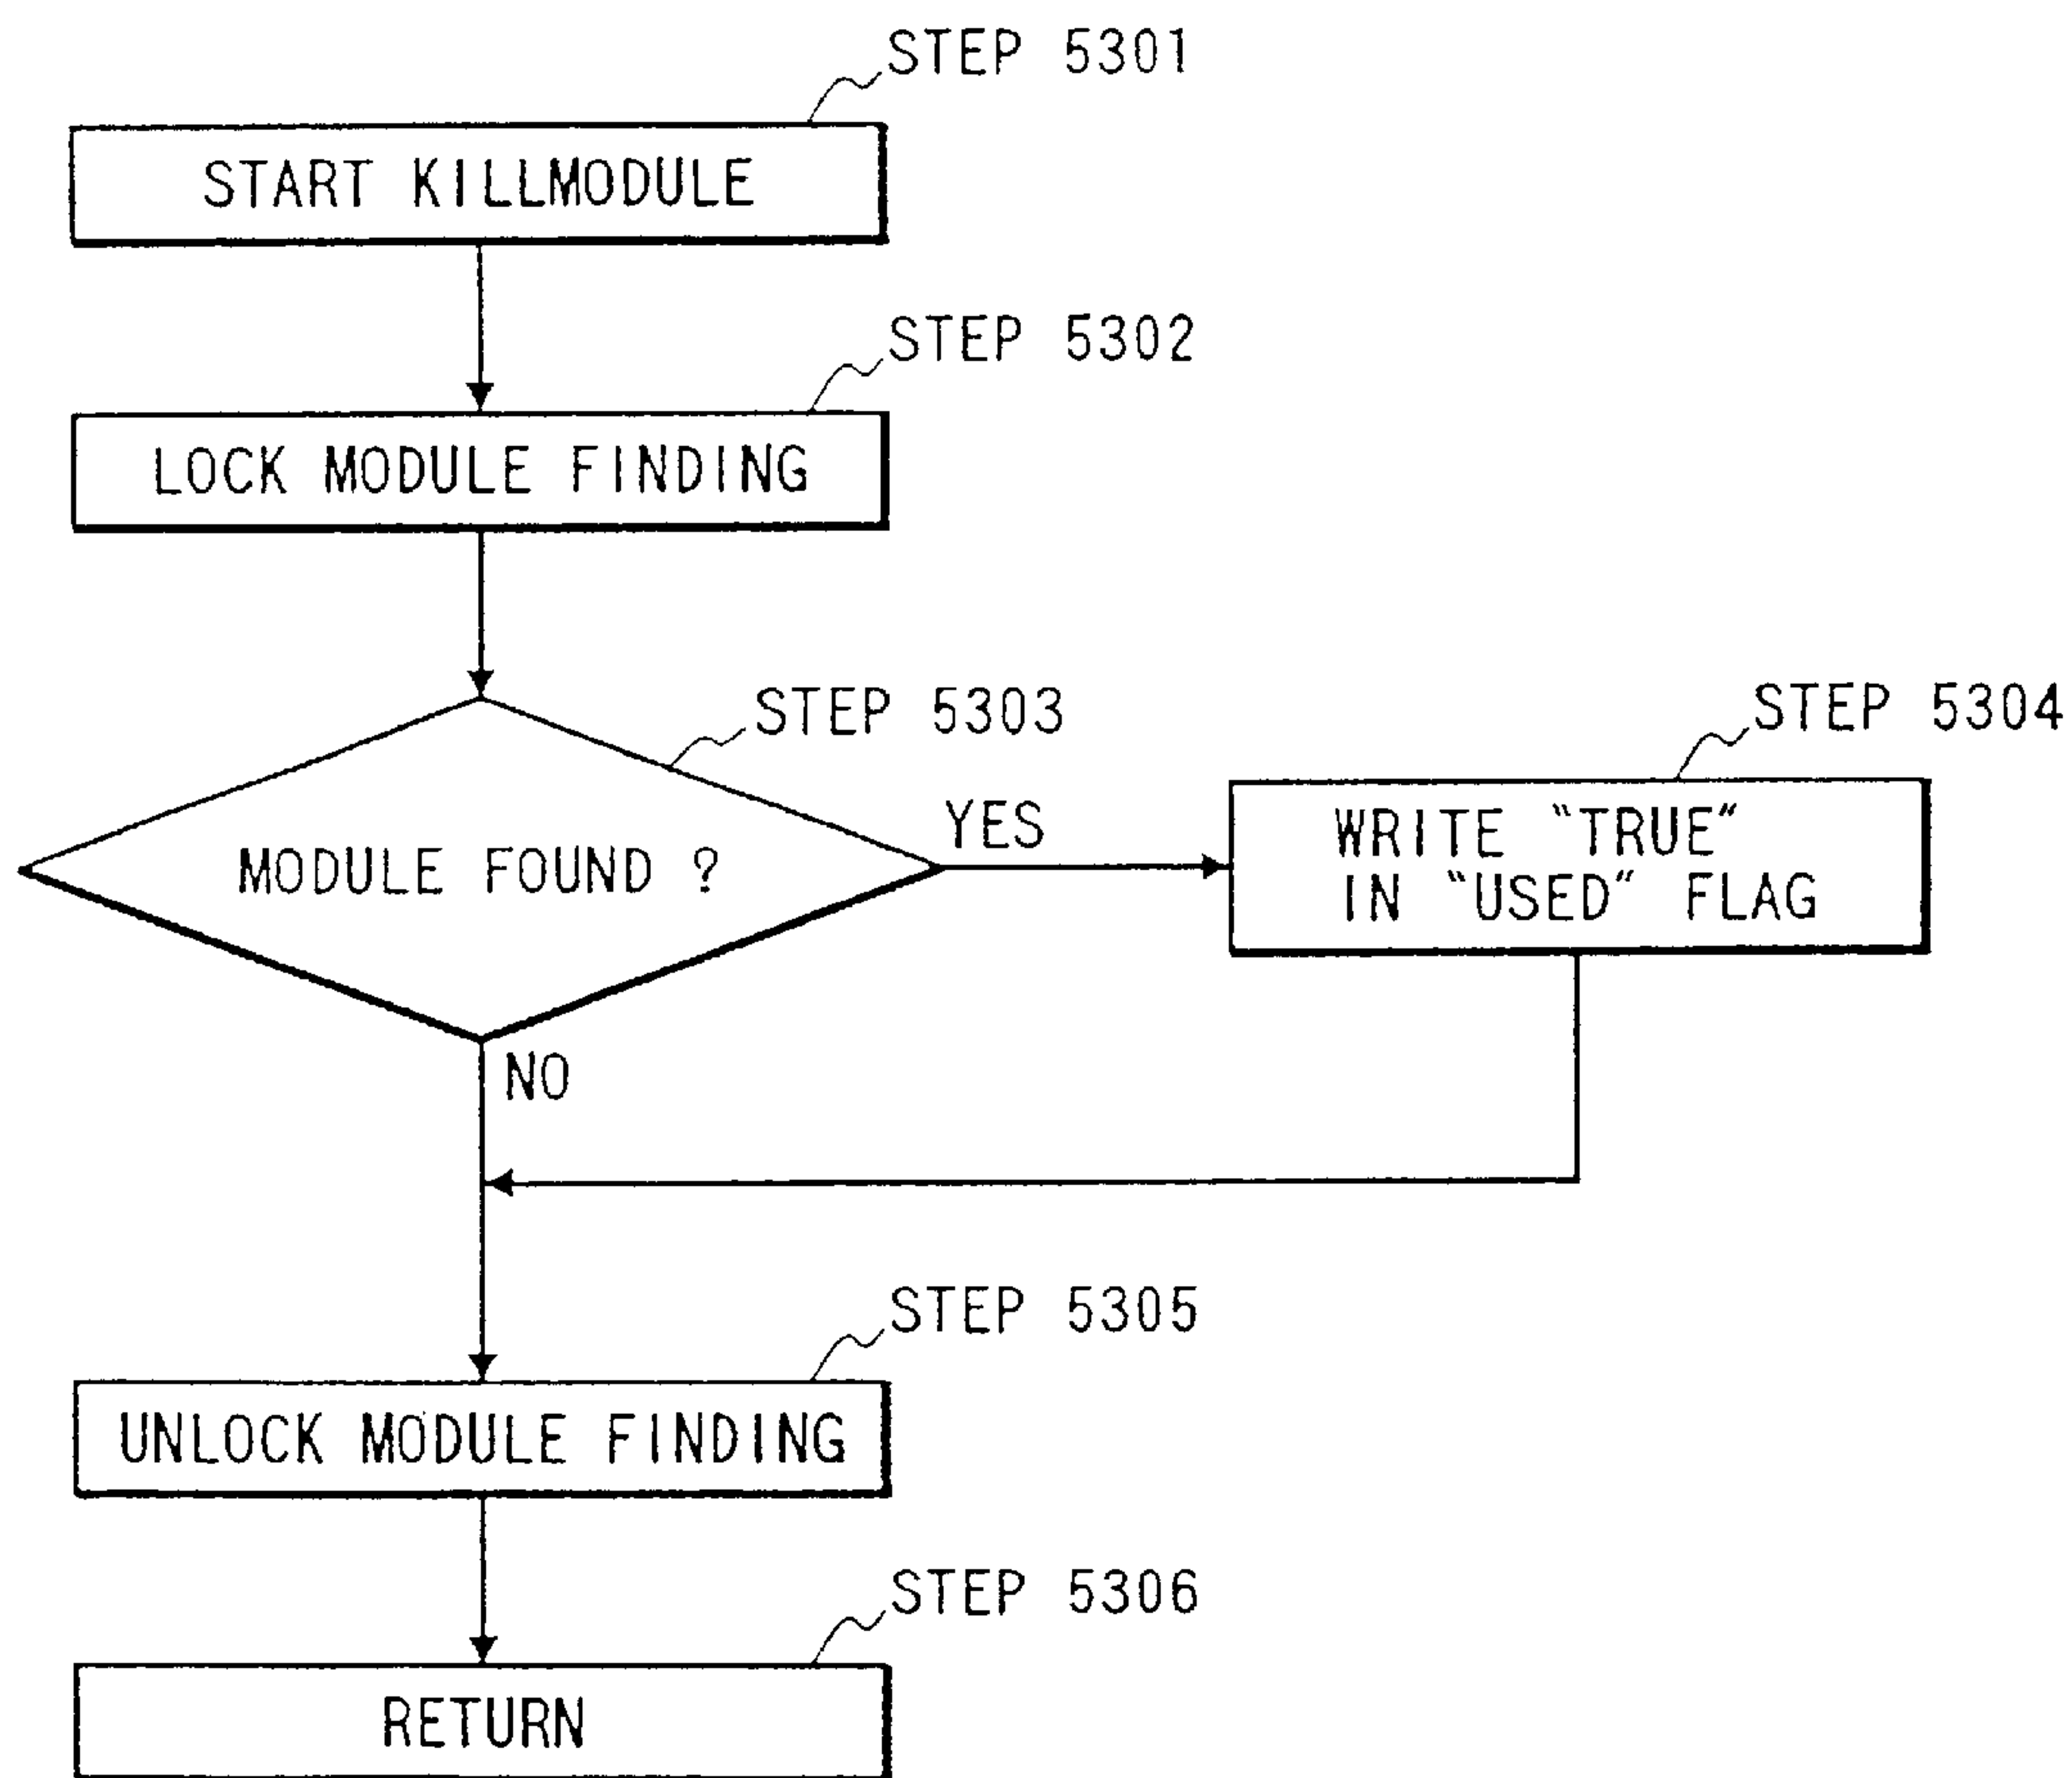 STEP 5301
START KILLMODULE
STEP 5302
LOCK MODULE FINDING
STEP 5303
STEP 5304
MODULE FOUND ?
YES
WRITE "TRUE"
IN "USED" FLAG
NO
STEP 5305
UNLOCK MODULE FINDING
STEP 5306
RETURN